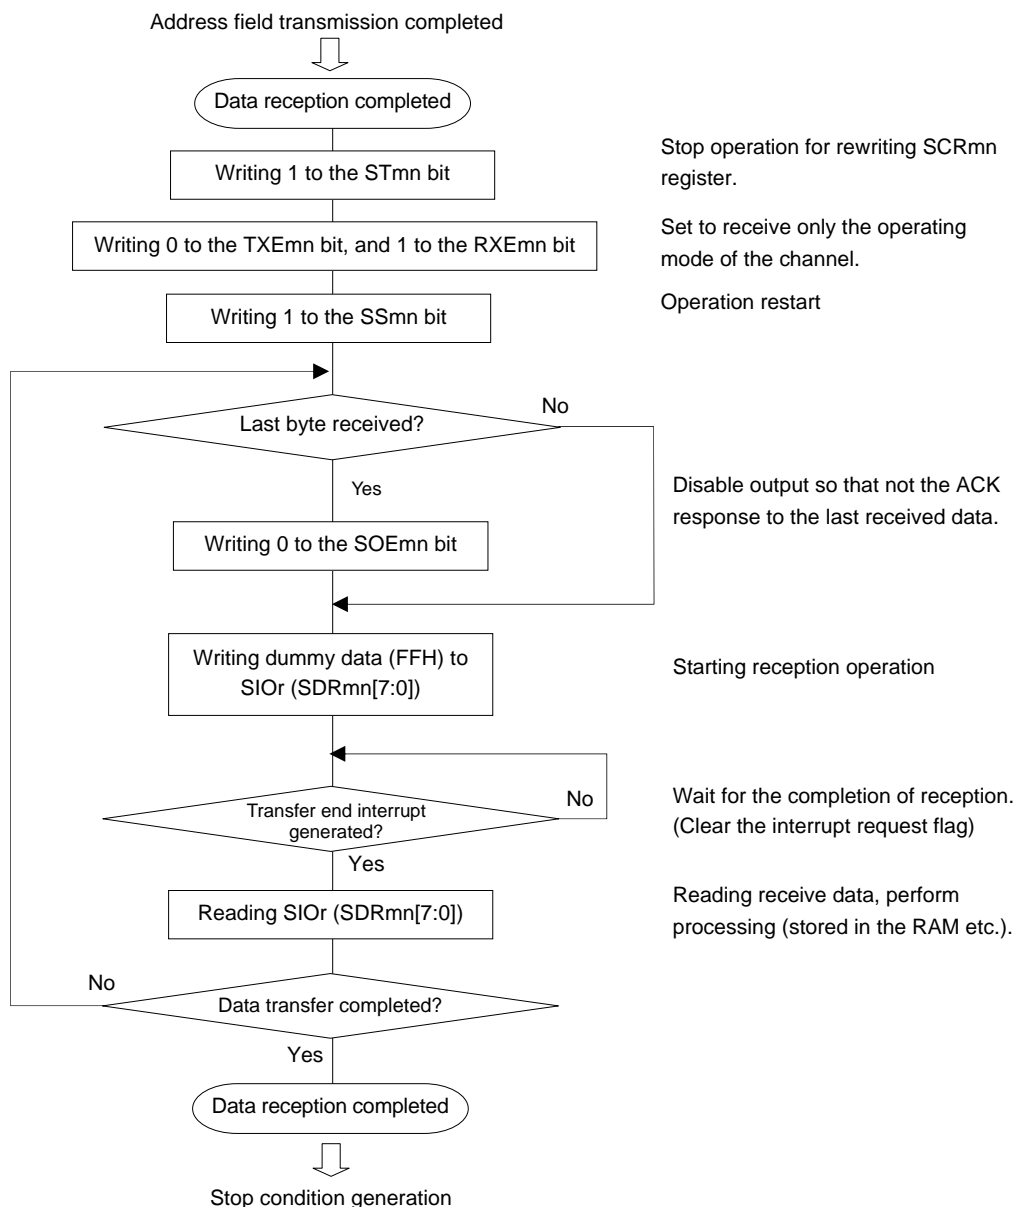 Address field transmission completed
Data reception completed
Writing 1 to the STmn bit
Stop operation for rewriting SCRmn
register.
Writing 0 to the TXEmn bit, and 1 to the RXEmn bit
Set to receive only the operating
mode of the channel.
Writing 1 to the SSmn bit
Operation restart
Last byte received?
No
Yes
Disable output so that not the ACK
response to the last received data.
Writing 0 to the SOEmn bit
Writing dummy data (FFH) to
SIOr (SDRmn[7:0])
Starting reception operation
Transfer end interrupt
generated?
No
Wait for the completion of reception.
(Clear the interrupt request flag)
Yes
Reading SIOr (SDRmn[7:0])
Reading receive data, perform
processing (stored in the RAM etc.).
No
Data transfer completed?
Yes
Data reception completed
Stop condition generation